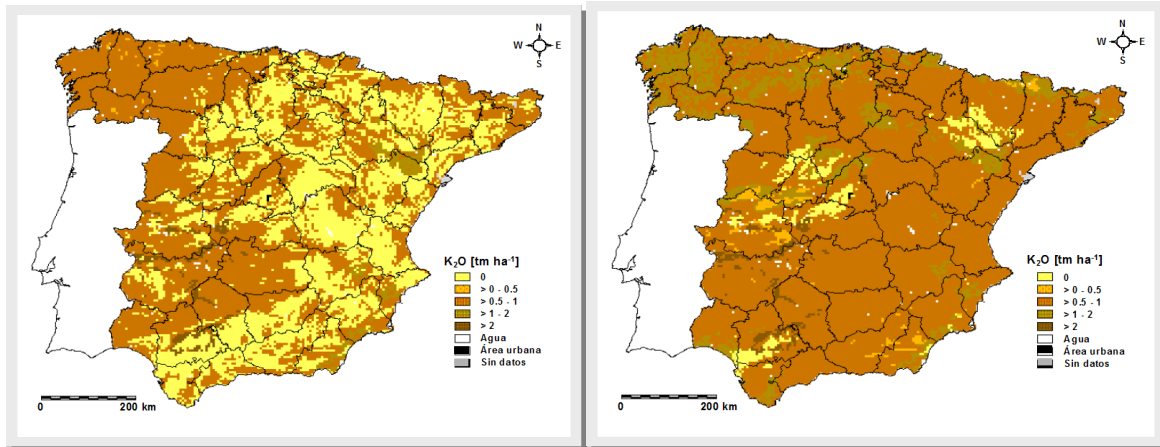 N
W E
S
K₂O [tm ha⁻¹]
0
> 0 - 0.5
> 0.5 - 1
> 1 - 2
> 2
Agua
Área urbana
Sin datos
0 200 km
N
W E
S
K₂O [tm ha⁻¹]
0
> 0 - 0.5
> 0.5 - 1
> 1 - 2
> 2
Agua
Área urbana
Sin datos
0 200 km